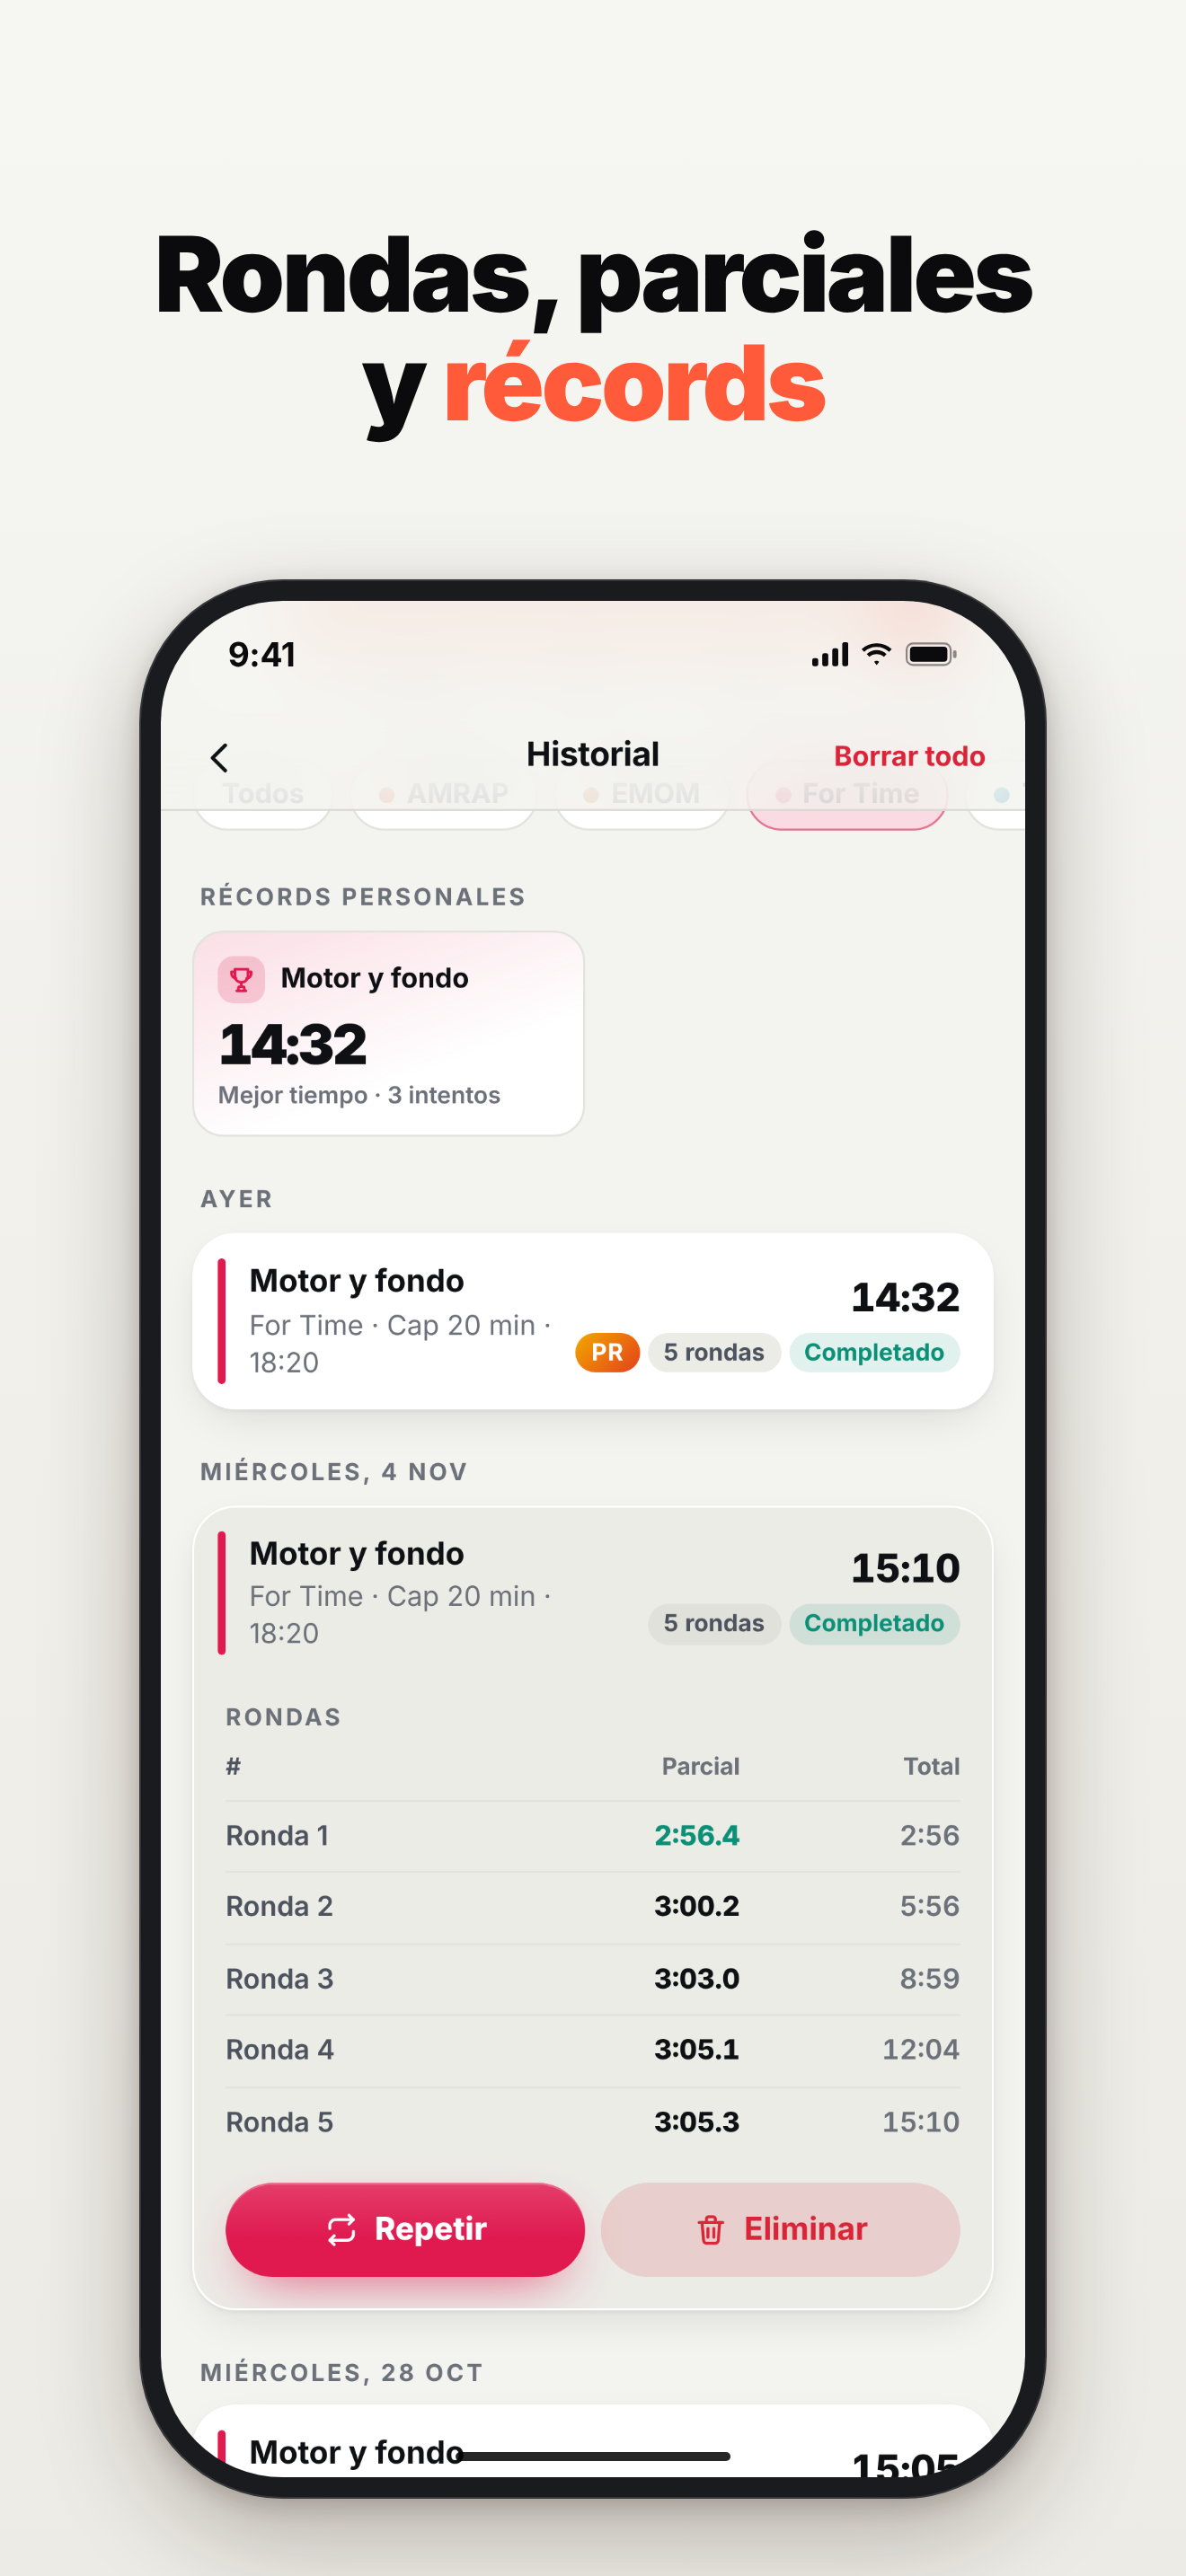 Rondas, parciales
y récords
9:41
Historial
Borrar todo
Todos
AMRAP
EMOM
For Time
RÉCORDS PERSONALES
Motor y fondo
14:32
Mejor tiempo · 3 intentos
AYER
Motor y fondo
For Time · Cap 20 min ·
18:20
14:32
PR
5 rondas
Completado
MIÉRCOLES, 4 NOV
Motor y fondo
For Time · Cap 20 min ·
18:20
15:10
5 rondas
Completado
RONDAS
# Parcial Total
Ronda 1 2:56.4 2:56
Ronda 2 3:00.2 5:56
Ronda 3 3:03.0 8:59
Ronda 4 3:05.1 12:04
Ronda 5 3:05.3 15:10
Repetir
Eliminar
MIÉRCOLES, 28 OCT
Motor y fondo
15:05